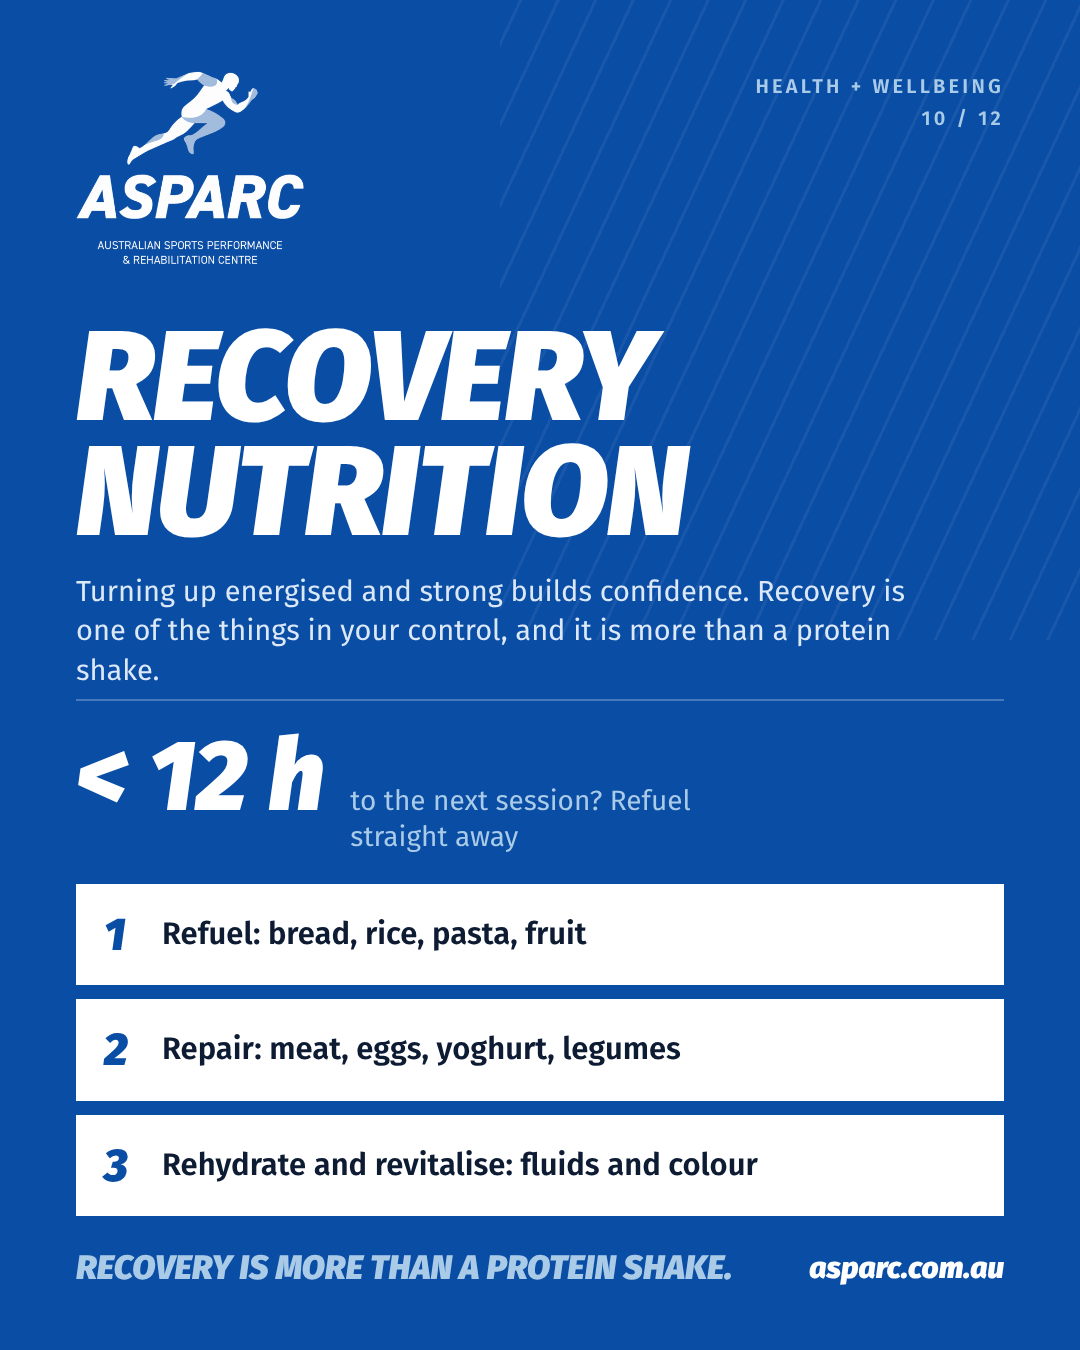 HEALTH + WELLBEING
10 / 12
ASPARC
AUSTRALIAN SPORTS PERFORMANCE
& REHABILITATION CENTRE
RECOVERY
NUTRITION
Turning up energised and strong builds confidence. Recovery is
one of the things in your control, and it is more than a protein
shake.
< 12 h
to the next session? Refuel
straight away
1 Refuel: bread, rice, pasta, fruit
2 Repair: meat, eggs, yoghurt, legumes
3 Rehydrate and revitalise: fluids and colour
RECOVERY IS MORE THAN A PROTEIN SHAKE.
asparc.com.au